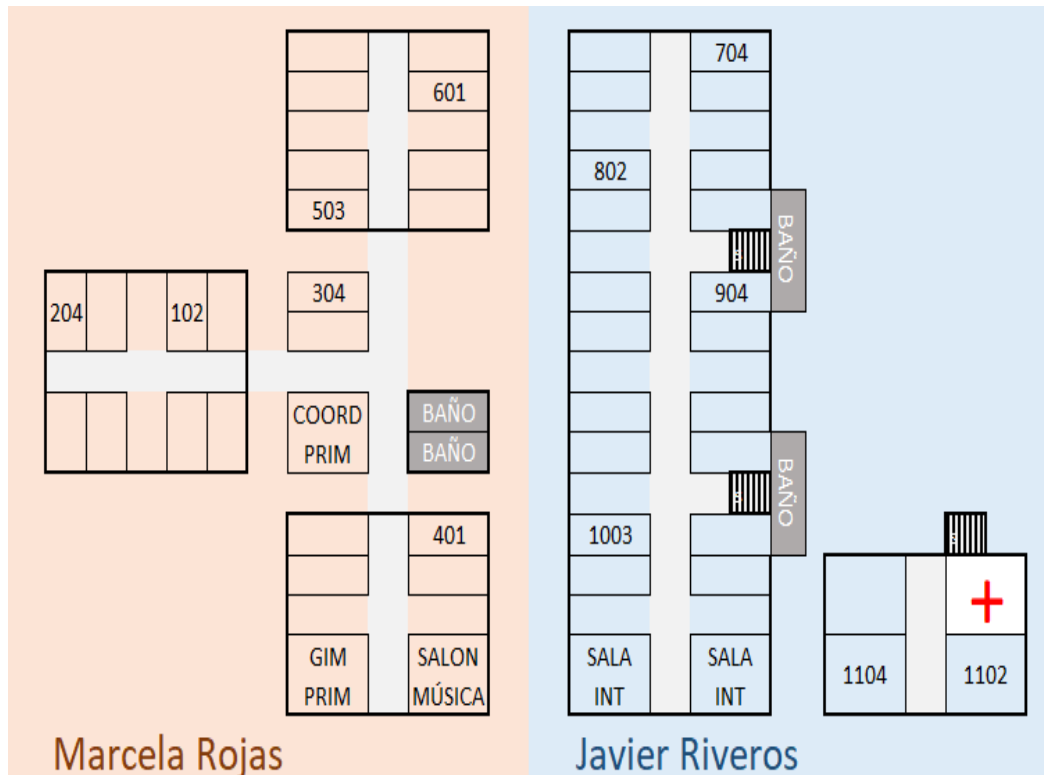 601
503
304
204
102
COORD
PRIM
BAÑO
BAÑO
401
GIM
PRIM
SALON
MÚSICA
Marcela Rojas
704
802
BAÑO
904
BAÑO
1003
SALA
INT
SALA
INT
1104
1102
Javier Riveros